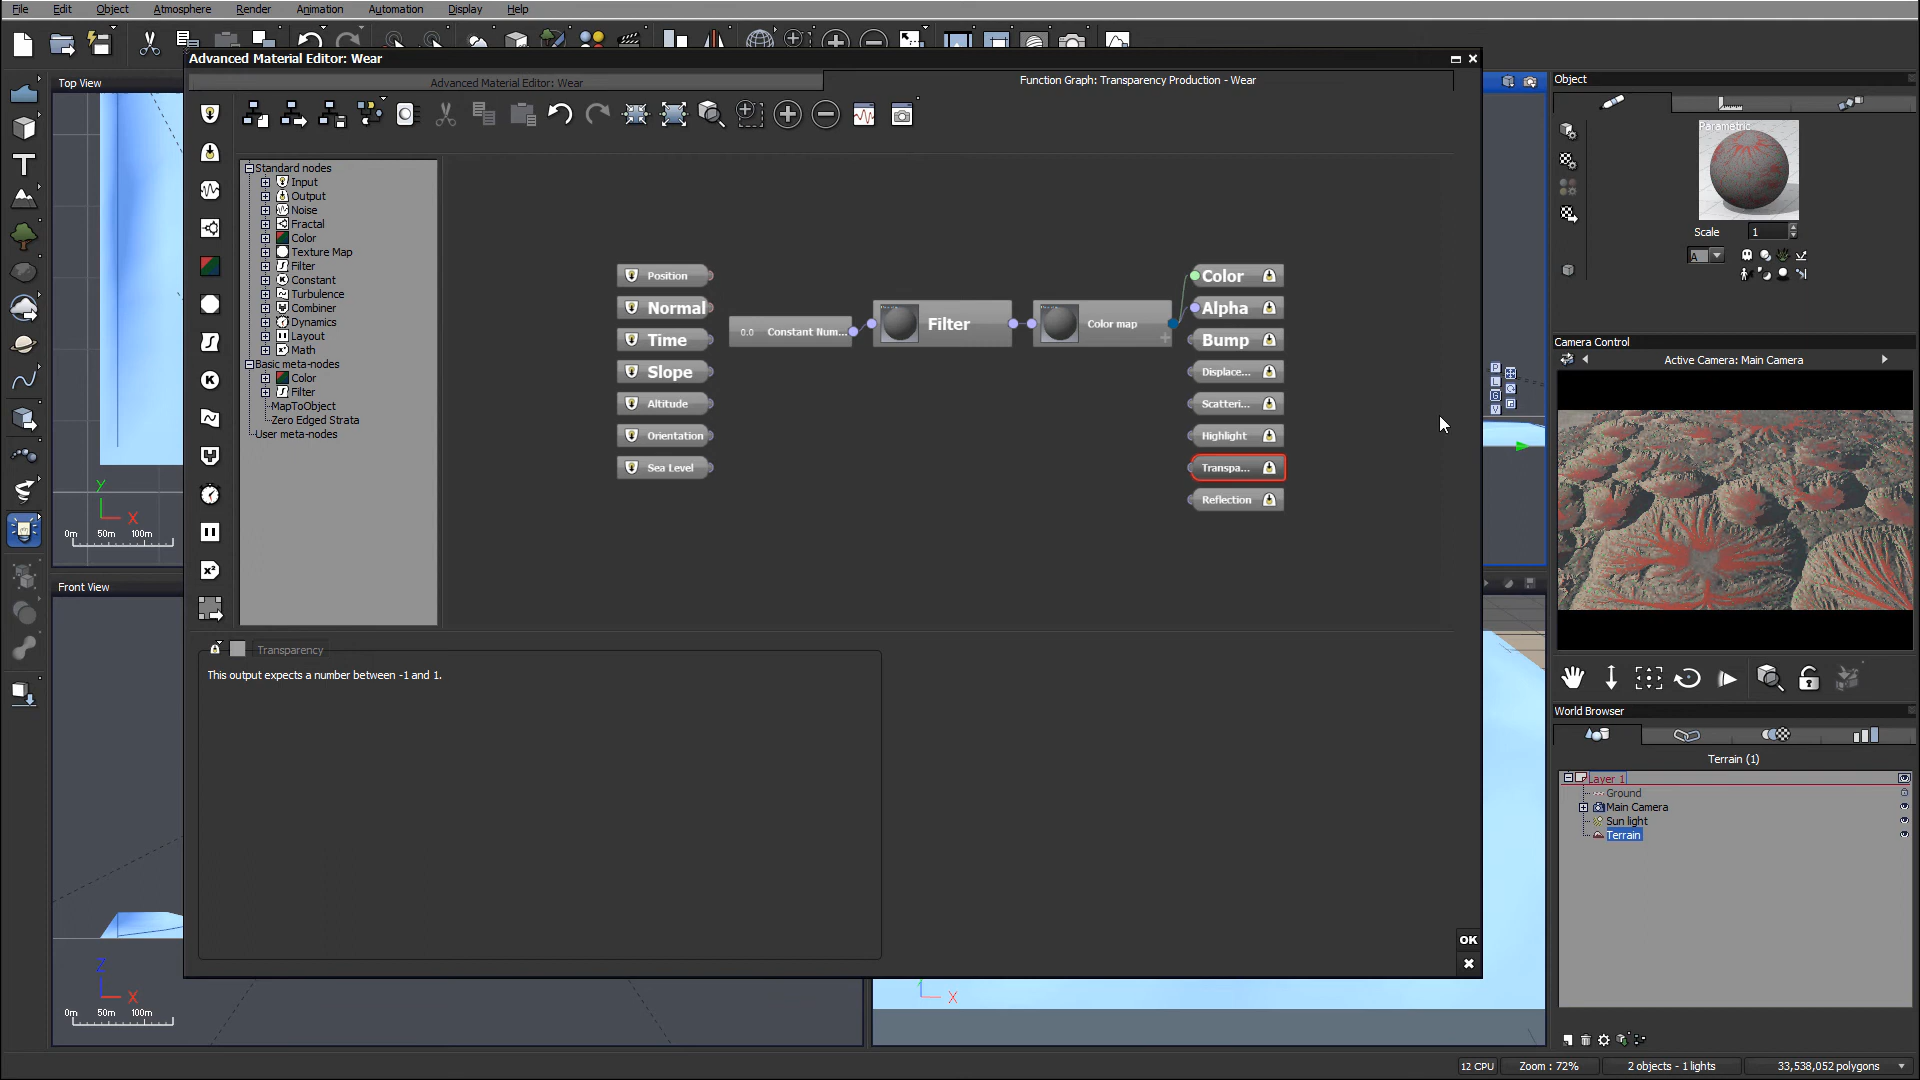 File Edit Object Atmosphere Render Animation Automation Display Help
Advanced Material Editor: Wear
Advanced Material Editor: Wear
Function Graph: Transparency Production - Wear
Top View
Standard nodes
Input
Output
Noise
Fractal
Color
Texture Map
Filter
Constant
Turbulence
Combiner
Dynamics
Layout
Math
Basic meta-nodes
Color
Filter
MapToObject
Zero Edged Strata
User meta-nodes
Position
Normal
Time
Slope
Altitude
Orientation
Sea Level
0.0 Constant Num...
Filter
Color map
Color
Alpha
Bump
Displace...
Scatteri...
Highlight
Transpa...
Reflection
Y
X
0m 50m 100m
Front View
Z
X
0m 50m 100m
Transparency
This output expects a number between -1 and 1.
OK
X
P
L
G
V
Object
Parametric
Scale 1
A
Camera Control
Active Camera: Main Camera
World Browser
Terrain (1)
Layer 1
Ground
Main Camera
Sun light
Terrain
12 CPU Zoom : 72% 2 objects - 1 lights 33,538,052 polygons